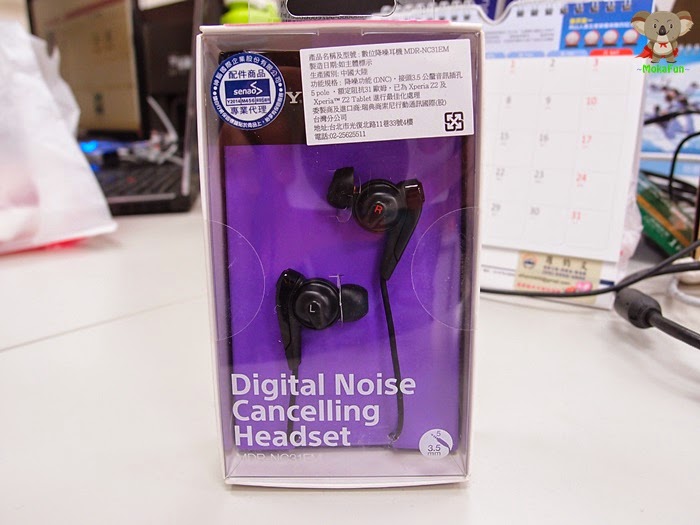 產品名稱及型號:數位降噪耳機 MDR-NC31EM
製造日期:如主體標示
生產國別:中國大陸
功能規格:降噪功能 (DNC),接頭3.5 公釐音訊插孔
5 pole,額定阻抗31 歐姆,已為 Xperia Z2 及
Xperia™ Z2 Tablet 進行最佳化處理
委製商及進口商:瑞典商索尼行動通訊國際(股)
台灣分公司
地址:台北市光復北路11巷33號4樓
電話:02-25625511
配件商品
senao
專業代理
R
L
Digital Noise
Cancelling
Headset
MDR-NC31EM
.5
3.5
mm
~MokaFun~